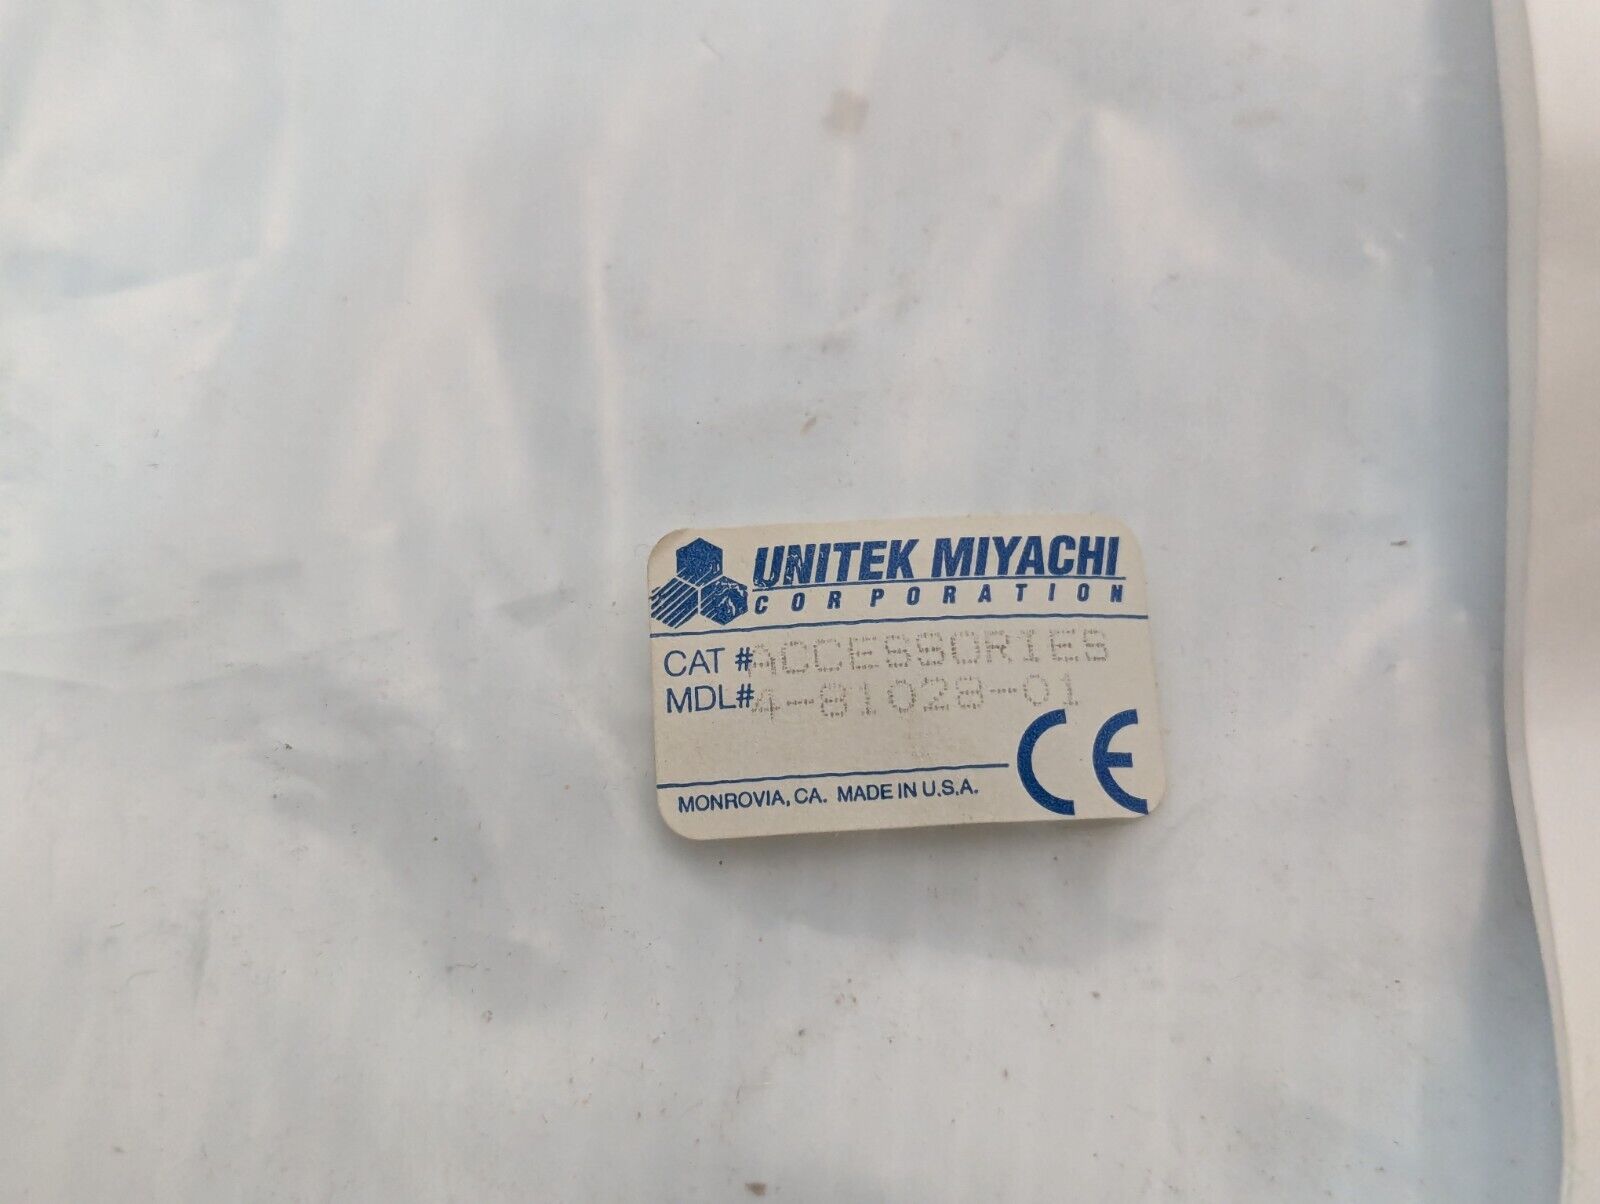 UNITEK MIYACHI
CORPORATION
CAT # ACCESSORIES
MDL# 4-81028-01
CE
MONROVIA, CA. MADE IN U.S.A.